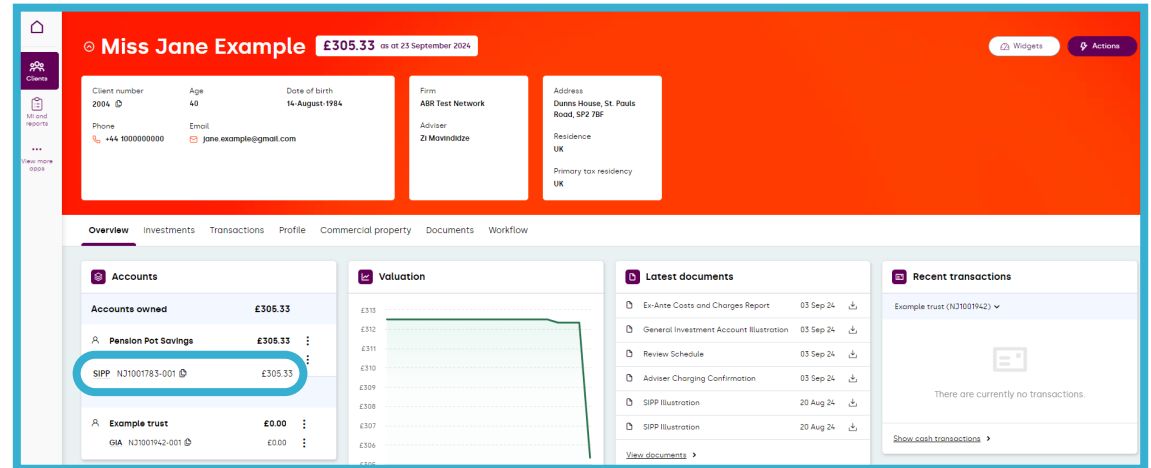 Miss Jane Example £305.33 as at 23 September 2024
Widgets
Actions
Clients
MI and
reports
View more
apps
Client number
2004
Age
40
Date of birth
14-August-1984
Phone
+44 1000000000
Email
jane.example@gmail.com
Firm
ABR Test Network
Adviser
Zi Mavindidze
Address
Dunns House, St. Pauls
Road, SP2 7BF
Residence
UK
Primary tax residency
UK
Overview Investments Transactions Profile Commercial property Documents Workflow
Accounts
Accounts owned £305.33
Pension Pot Savings £305.33
SIPP NJ1001783-001 £305.33
Example trust £0.00
GIA NJ1001942-001 £0.00
Valuation
£313
£312
£311
£310
£309
£308
£307
£306
£305
Latest documents
Ex-Ante Costs and Charges Report 03 Sep 24
General Investment Account Illustration 03 Sep 24
Review Schedule 03 Sep 24
Adviser Charging Confirmation 03 Sep 24
SIPP Illustration 20 Aug 24
SIPP Illustration 20 Aug 24
View documents
Recent transactions
Example trust (NJ1001942)
There are currently no transactions.
Show cash transactions